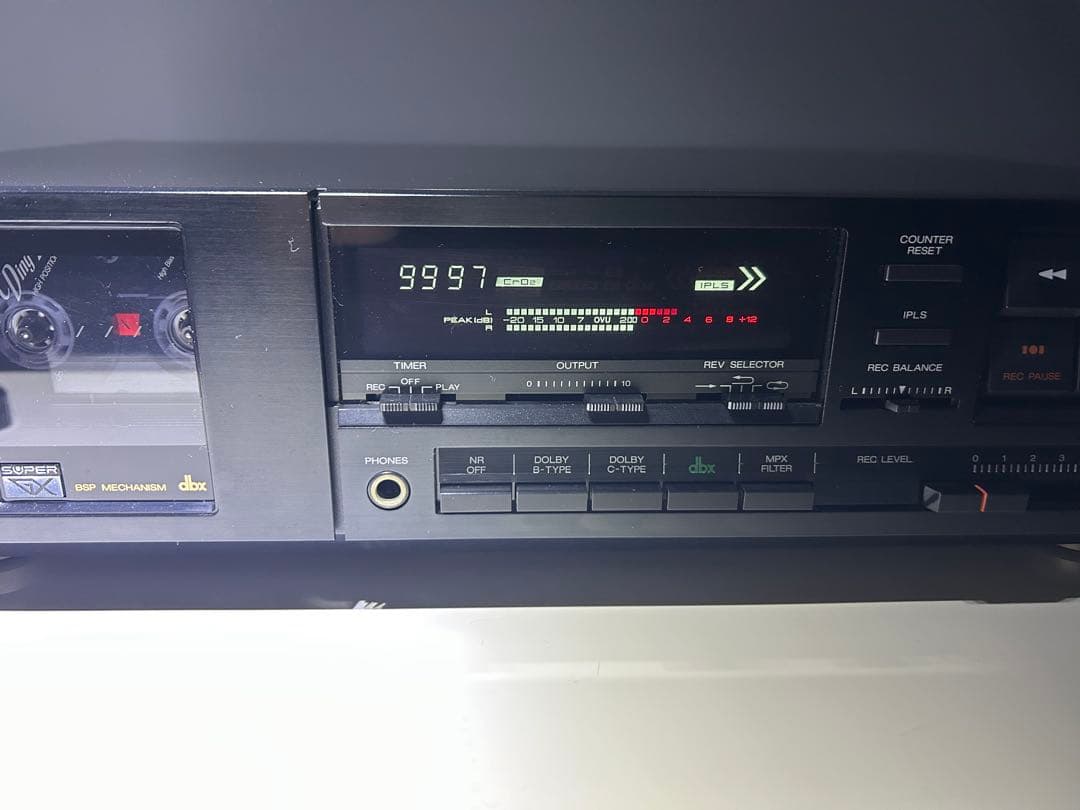 HIGH POSITION
High Bias
SUPER
GX
BSP MECHANISM dbx
9997 CrO2 IPLS
L
PEAK(dB) -20 15 10 7 0VU 200 0 2 4 6 8 +12
R
TIMER
REC OFF PLAY
OUTPUT
0 10
REV SELECTOR
COUNTER
RESET
IPLS
REC BALANCE
L R
REC PAUSE
PHONES
NR
OFF
DOLBY
B-TYPE
DOLBY
C-TYPE
dbx
MPX
FILTER
REC LEVEL
0 1 2 3